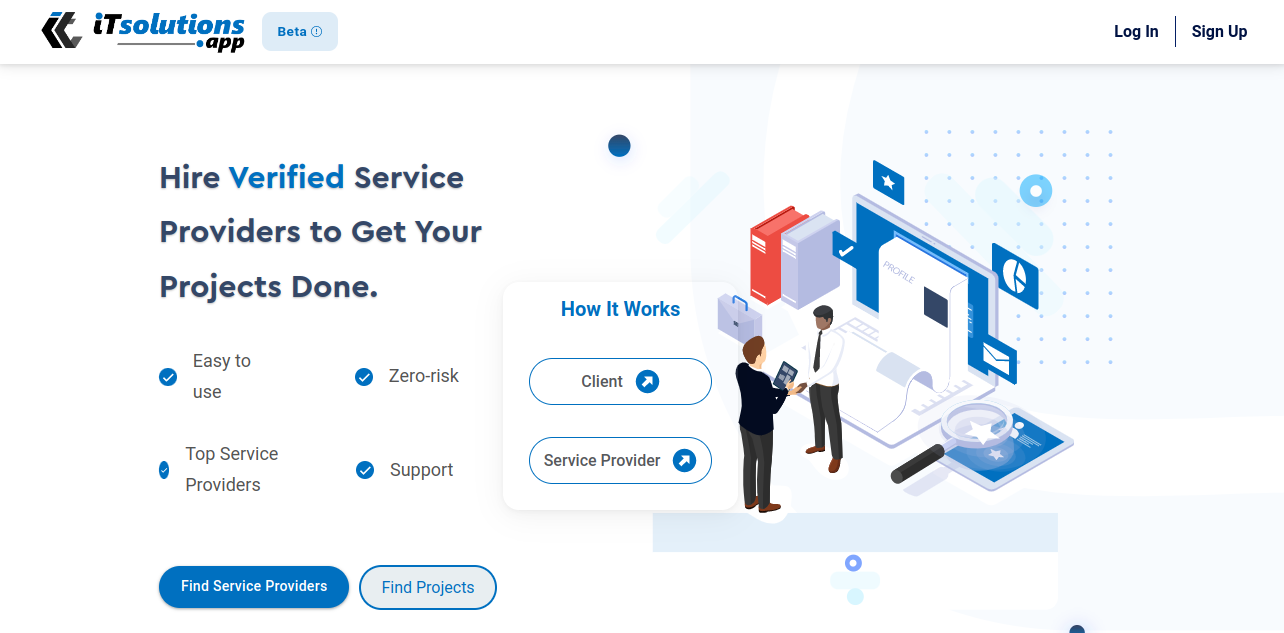 iTsolutions
.app
Beta
Log In
Sign Up
Hire Verified Service
Providers to Get Your
Projects Done.
Easy to
use
Zero-risk
Top Service
Providers
Support
Find Service Providers
Find Projects
How It Works
Client
Service Provider
PROFILE